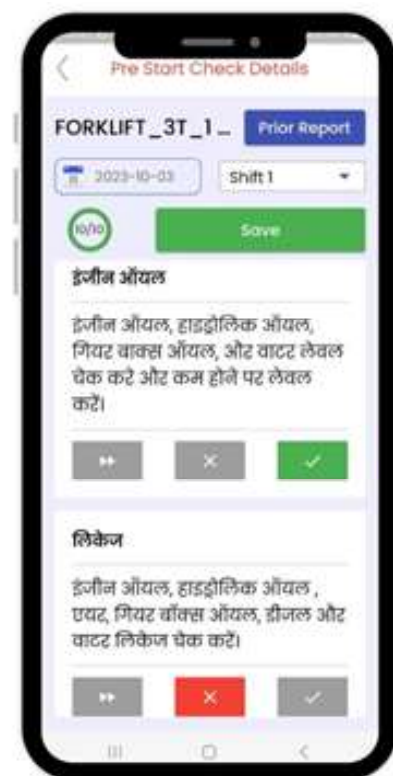 Pre Start Check Details
FORKLIFT_3T_1 ...
Prior Report
2023-10-03
Shift 1
10/10
Save
इंजीन ऑयल
इंजीन ऑयल, हाइड्रोलिक ऑयल,
गियर बाक्स ऑयल, और वाटर लेवल
चेक करे और कम होने पर लेवल
करें।
लिकेज
इंजीन ऑयल, हाइड्रोलिक ऑयल ,
एयर, गियर बॉक्स ऑयल, डीजल और
वाटर लिकेज चेक करें।